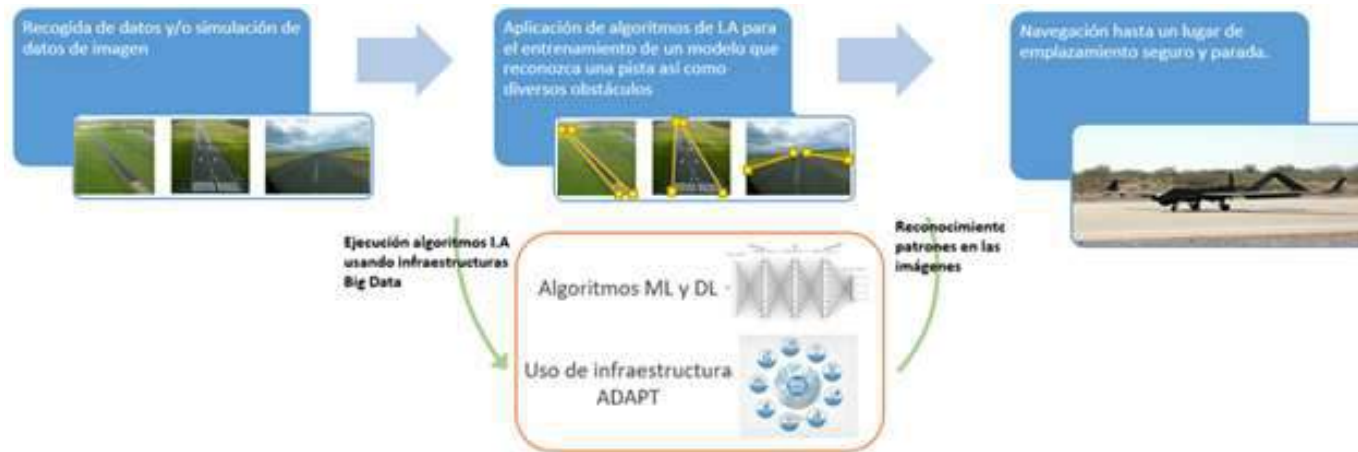 Recogida de datos y/o simulación de
datos de imagen
Aplicación de algoritmos de I.A para
el entrenamiento de un modelo que
reconozca una pista así como
diversos obstáculos
Navegación hasta un lugar de
emplazamiento seguro y parada.
Ejecución algoritmos I.A
usando infraestructuras
Big Data
Reconocimiento
patrones en las
imágenes
Algoritmos ML y DL
Uso de infraestructura
ADAPT